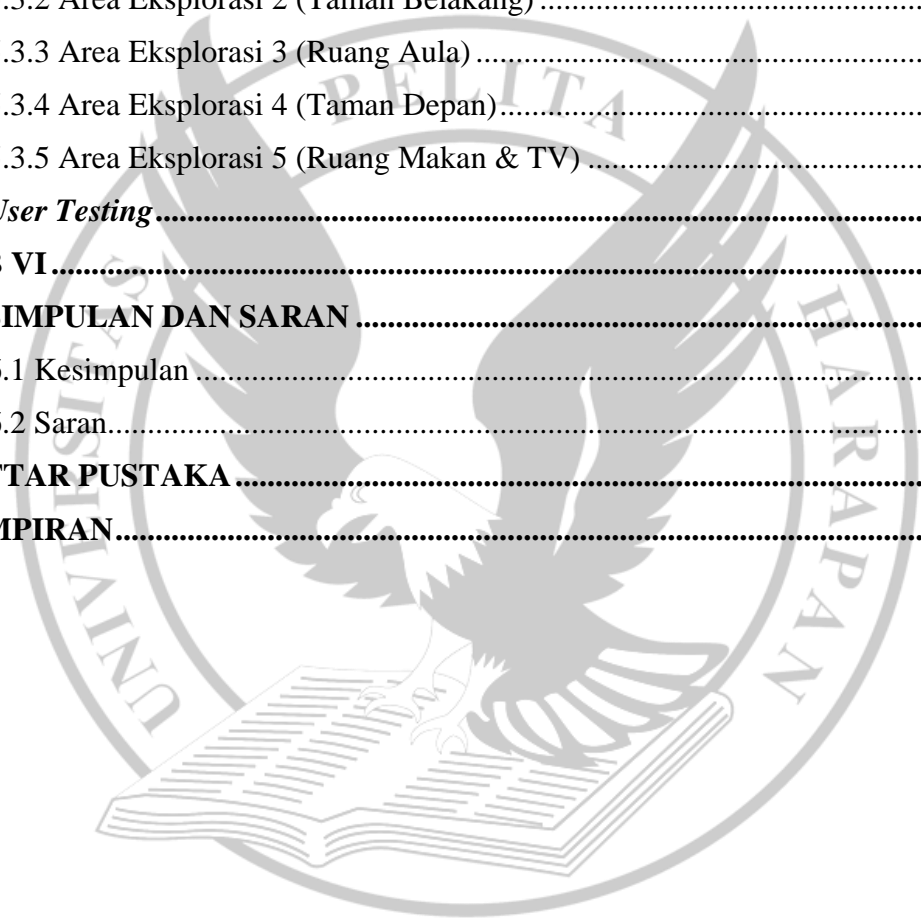 .3.2 Area Eksplorasi 2 (Taman Belakang)
.3.3 Area Eksplorasi 3 (Ruang Aula)
.3.4 Area Eksplorasi 4 (Taman Depan)
.3.5 Area Eksplorasi 5 (Ruang Makan & TV)
User Testing
VI
IMPULAN DAN SARAN
.1 Kesimpulan
.2 Saran
TAR PUSTAKA
MPIRAN
UNIVERSITAS PELITA HARAPAN